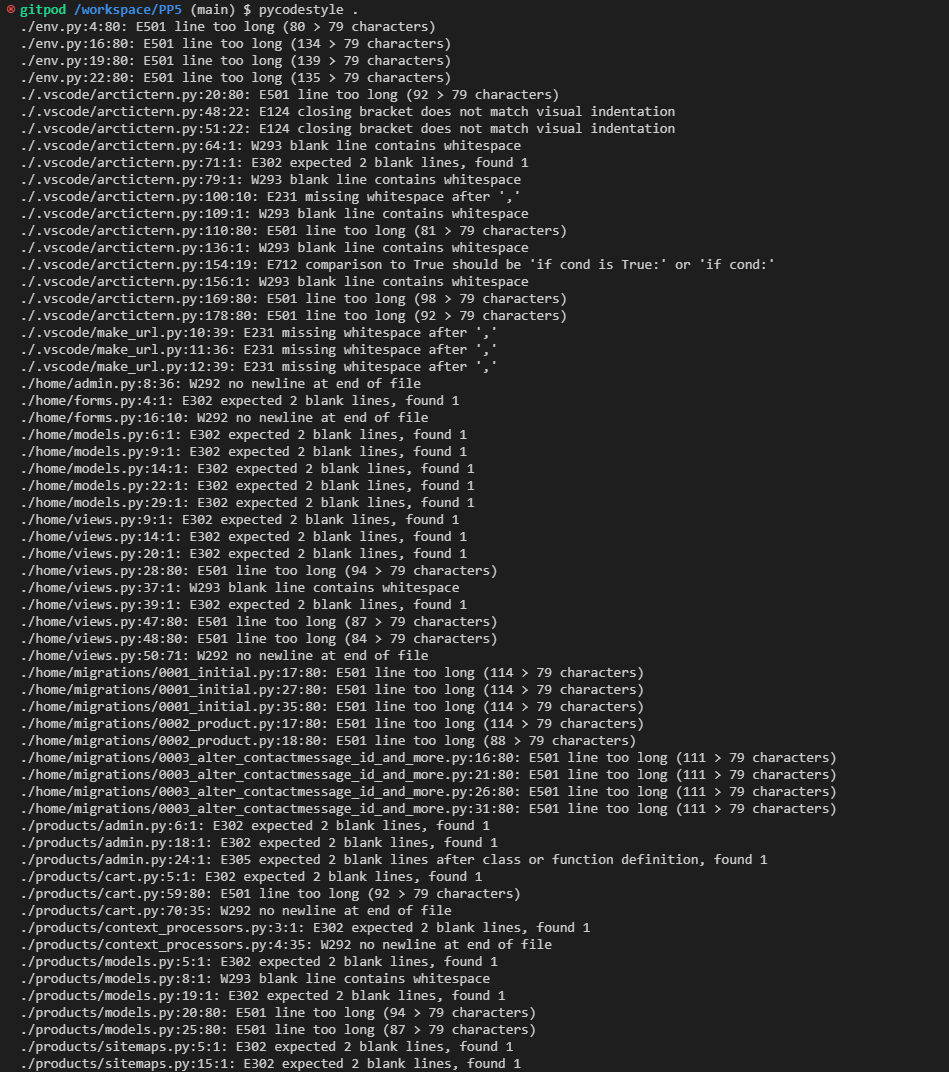 gitpod /workspace/PP5 (main) $ pycodestyle .
./env.py:4:80: E501 line too long (80 > 79 characters)
./env.py:16:80: E501 line too long (134 > 79 characters)
./env.py:19:80: E501 line too long (139 > 79 characters)
./env.py:22:80: E501 line too long (135 > 79 characters)
./.vscode/arctictern.py:20:80: E501 line too long (92 > 79 characters)
./.vscode/arctictern.py:48:22: E124 closing bracket does not match visual indentation
./.vscode/arctictern.py:51:22: E124 closing bracket does not match visual indentation
./.vscode/arctictern.py:64:1: W293 blank line contains whitespace
./.vscode/arctictern.py:71:1: E302 expected 2 blank lines, found 1
./.vscode/arctictern.py:79:1: W293 blank line contains whitespace
./.vscode/arctictern.py:100:10: E231 missing whitespace after ','
./.vscode/arctictern.py:109:1: W293 blank line contains whitespace
./.vscode/arctictern.py:110:80: E501 line too long (81 > 79 characters)
./.vscode/arctictern.py:136:1: W293 blank line contains whitespace
./.vscode/arctictern.py:154:19: E712 comparison to True should be 'if cond is True:' or 'if cond:'
./.vscode/arctictern.py:156:1: W293 blank line contains whitespace
./.vscode/arctictern.py:169:80: E501 line too long (98 > 79 characters)
./.vscode/arctictern.py:178:80: E501 line too long (92 > 79 characters)
./.vscode/make_url.py:10:39: E231 missing whitespace after ','
./.vscode/make_url.py:11:36: E231 missing whitespace after ','
./.vscode/make_url.py:12:39: E231 missing whitespace after ','
./home/admin.py:8:36: W292 no newline at end of file
./home/forms.py:4:1: E302 expected 2 blank lines, found 1
./home/forms.py:16:10: W292 no newline at end of file
./home/models.py:6:1: E302 expected 2 blank lines, found 1
./home/models.py:9:1: E302 expected 2 blank lines, found 1
./home/models.py:14:1: E302 expected 2 blank lines, found 1
./home/models.py:22:1: E302 expected 2 blank lines, found 1
./home/models.py:29:1: E302 expected 2 blank lines, found 1
./home/views.py:9:1: E302 expected 2 blank lines, found 1
./home/views.py:14:1: E302 expected 2 blank lines, found 1
./home/views.py:20:1: E302 expected 2 blank lines, found 1
./home/views.py:28:80: E501 line too long (94 > 79 characters)
./home/views.py:37:1: W293 blank line contains whitespace
./home/views.py:39:1: E302 expected 2 blank lines, found 1
./home/views.py:47:80: E501 line too long (87 > 79 characters)
./home/views.py:48:80: E501 line too long (84 > 79 characters)
./home/views.py:50:71: W292 no newline at end of file
./home/migrations/0001_initial.py:17:80: E501 line too long (114 > 79 characters)
./home/migrations/0001_initial.py:27:80: E501 line too long (114 > 79 characters)
./home/migrations/0001_initial.py:35:80: E501 line too long (114 > 79 characters)
./home/migrations/0002_product.py:17:80: E501 line too long (114 > 79 characters)
./home/migrations/0002_product.py:18:80: E501 line too long (88 > 79 characters)
./home/migrations/0003_alter_contactmessage_id_and_more.py:16:80: E501 line too long (111 > 79 characters)
./home/migrations/0003_alter_contactmessage_id_and_more.py:21:80: E501 line too long (111 > 79 characters)
./home/migrations/0003_alter_contactmessage_id_and_more.py:26:80: E501 line too long (111 > 79 characters)
./home/migrations/0003_alter_contactmessage_id_and_more.py:31:80: E501 line too long (111 > 79 characters)
./products/admin.py:6:1: E302 expected 2 blank lines, found 1
./products/admin.py:18:1: E302 expected 2 blank lines, found 1
./products/admin.py:24:1: E305 expected 2 blank lines after class or function definition, found 1
./products/cart.py:5:1: E302 expected 2 blank lines, found 1
./products/cart.py:59:80: E501 line too long (92 > 79 characters)
./products/cart.py:70:35: W292 no newline at end of file
./products/context_processors.py:3:1: E302 expected 2 blank lines, found 1
./products/context_processors.py:4:35: W292 no newline at end of file
./products/models.py:5:1: E302 expected 2 blank lines, found 1
./products/models.py:8:1: W293 blank line contains whitespace
./products/models.py:19:1: E302 expected 2 blank lines, found 1
./products/models.py:20:80: E501 line too long (94 > 79 characters)
./products/models.py:25:80: E501 line too long (87 > 79 characters)
./products/sitemaps.py:5:1: E302 expected 2 blank lines, found 1
./products/sitemaps.py:15:1: E302 expected 2 blank lines, found 1